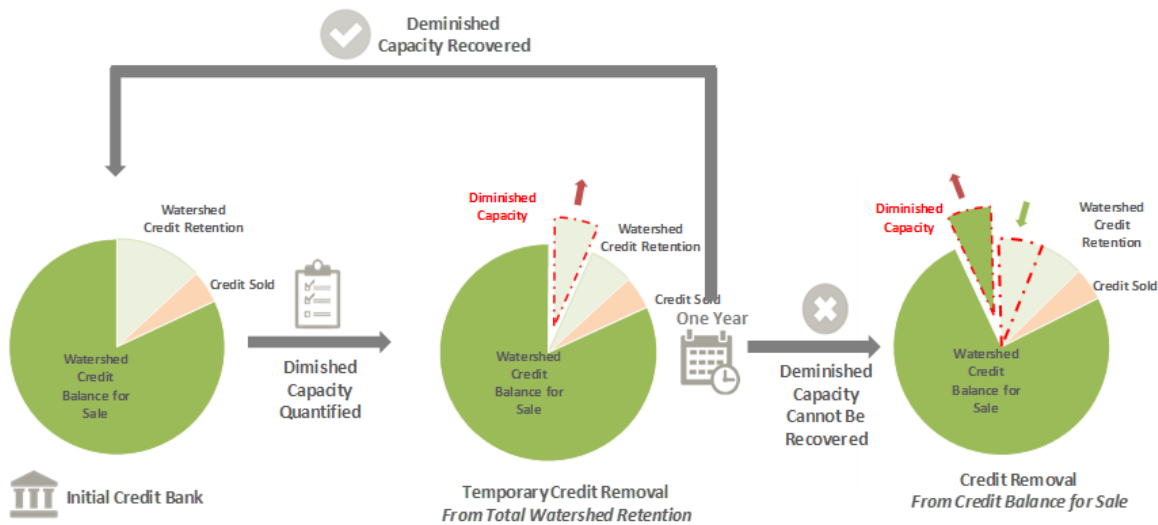 Deminished
Capacity Recovered
Watershed
Credit Retention
Credit Sold
Watershed
Credit
Balance for
Sale
Initial Credit Bank
Dimished
Capacity
Quantified
Diminished
Capacity
Watershed
Credit Retention
Credit Sold
One Year
Watershed
Credit
Balance for
Sale
Temporary Credit Removal
From Total Watershed Retention
Deminished
Capacity
Cannot Be
Recovered
Diminished
Capacity
Watershed
Credit
Retention
Credit Sold
Watershed
Credit
Balance for
Sale
Credit Removal
From Credit Balance for Sale